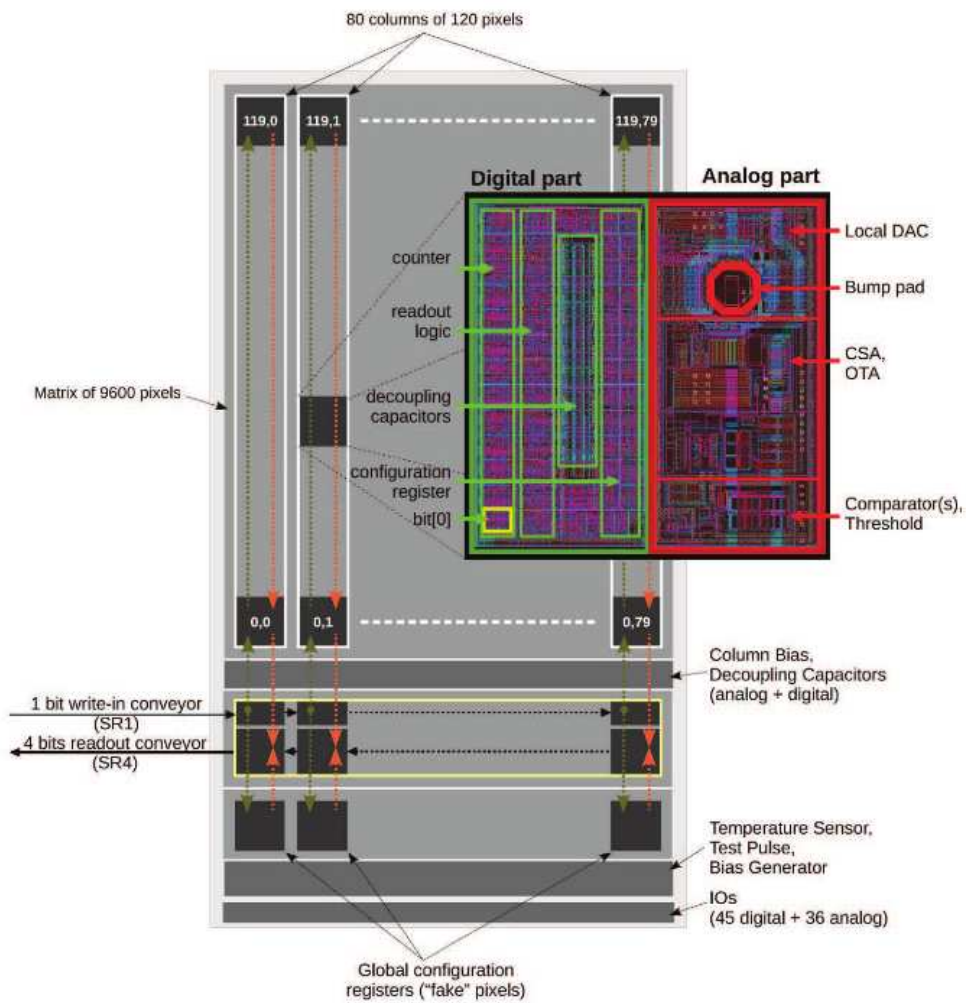 80 columns of 120 pixels
119,0
119,1
119,79
Digital part
Analog part
counter
readout
logic
decoupling
capacitors
configuration
register
bit[0]
Local DAC
Bump pad
CSA,
OTA
Comparator(s),
Threshold
Matrix of 9600 pixels
0,0
0,1
0,79
Column Bias,
Decoupling Capacitors
(analog + digital)
1 bit write-in conveyor
(SR1)
4 bits readout conveyor
(SR4)
Temperature Sensor,
Test Pulse,
Bias Generator
IOs
(45 digital + 36 analog)
Global configuration
registers ("fake" pixels)